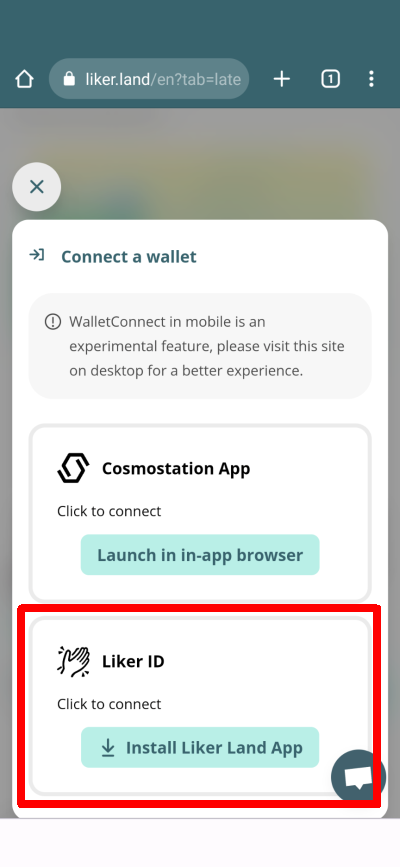 liker.land/en?tab=late
1
Connect a wallet
WalletConnect in mobile is an
experimental feature, please visit this site
on desktop for a better experience.
Cosmostation App
Click to connect
Launch in in-app browser
Liker ID
Click to connect
Install Liker Land App